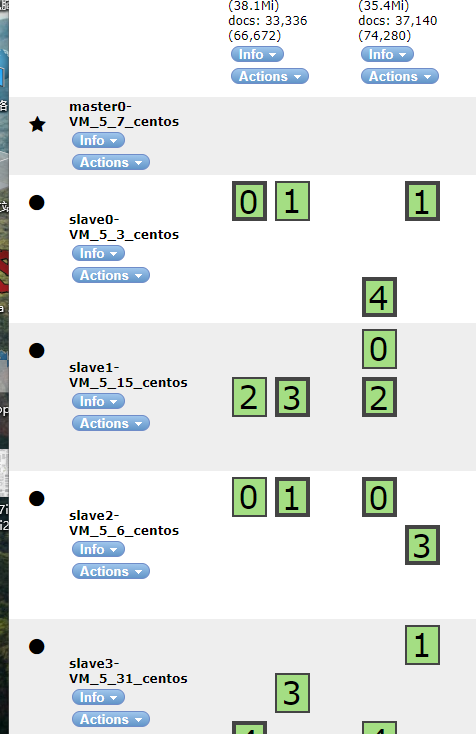 (38.1Mi) (35.4Mi)
docs: 33,336 docs: 37,140
(66,672) (74,280)
Info Info
Actions Actions
master0-
VM_5_7_centos
Info
Actions
0 1 1
slave0-
VM_5_3_centos
Info
Actions
4
0
slave1-
VM_5_15_centos
2 3 2
Info
Actions
0 1 0
slave2-
VM_5_6_centos
3
Info
Actions
1
slave3-
VM_5_31_centos
3
Info
Actions